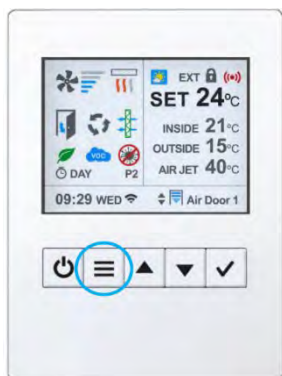 EXT
SET 24°C
INSIDE 21°C
OUTSIDE 15°C
AIR JET 40°C
VOC
DAY P2
09:29 WED Air Door 1